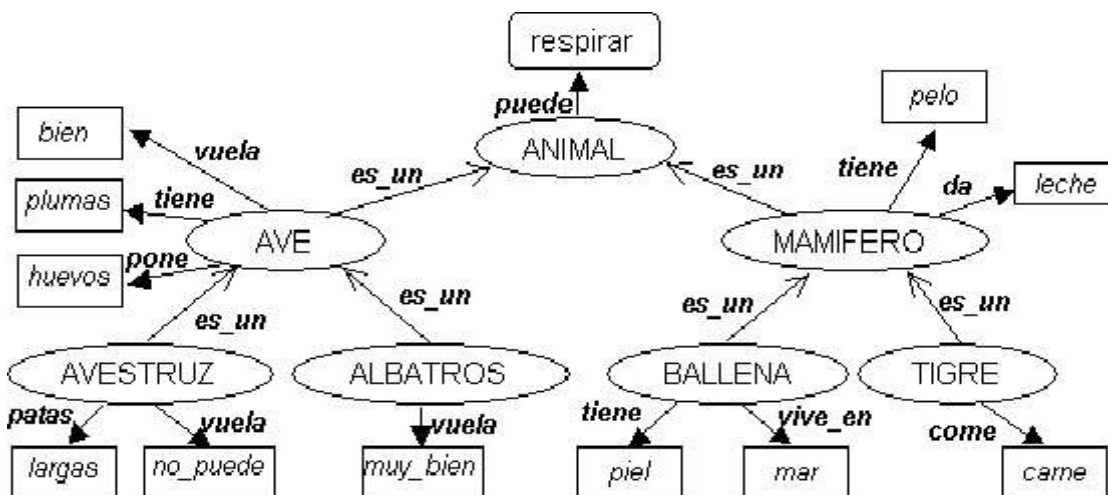 respirar
puede
ANIMAL
pelo
bien
vuela
es_un
es_un
tiene
da
leche
plumas
tiene
AVE
MAMIFERO
huevos
pone
es_un
es_un
es_un
es_un
AVESTRUZ
ALBATROS
BALLENA
TIGRE
patas
vuela
vuela
tiene
vive_en
come
largas
no_puede
muy_bien
piel
mar
carne